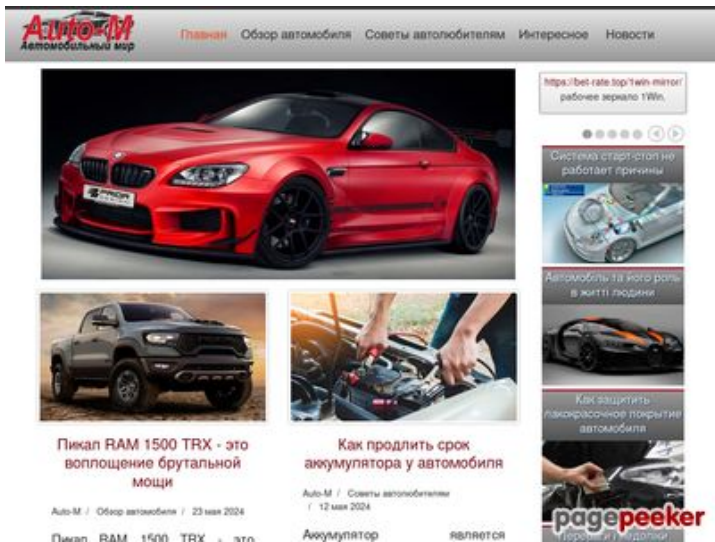 Auto-M
Автомобильный мир
Главная Обзор автомобиля Советы автолюбителям Интересное Новости
https://bet-rate.top/1win-mirror/
рабочее зеркало 1Win.
PRIOR
DESIGN
Система старт-стоп не
работает причины
Автомобіль та його роль
в житті людини
Как защитить
лакокрасочное покрытие
автомобиля
Пикап RAM 1500 TRX - это
воплощение брутальной
мощи
Auto-M / Обзор автомобиля / 23 мая 2024
Пикап RAM 1500 TRX - это
Как продлить срок
аккумулятора у автомобиля
Auto-M / Советы автолюбителям
/ 12 мая 2024
Аккумулятор является
pagepeeker